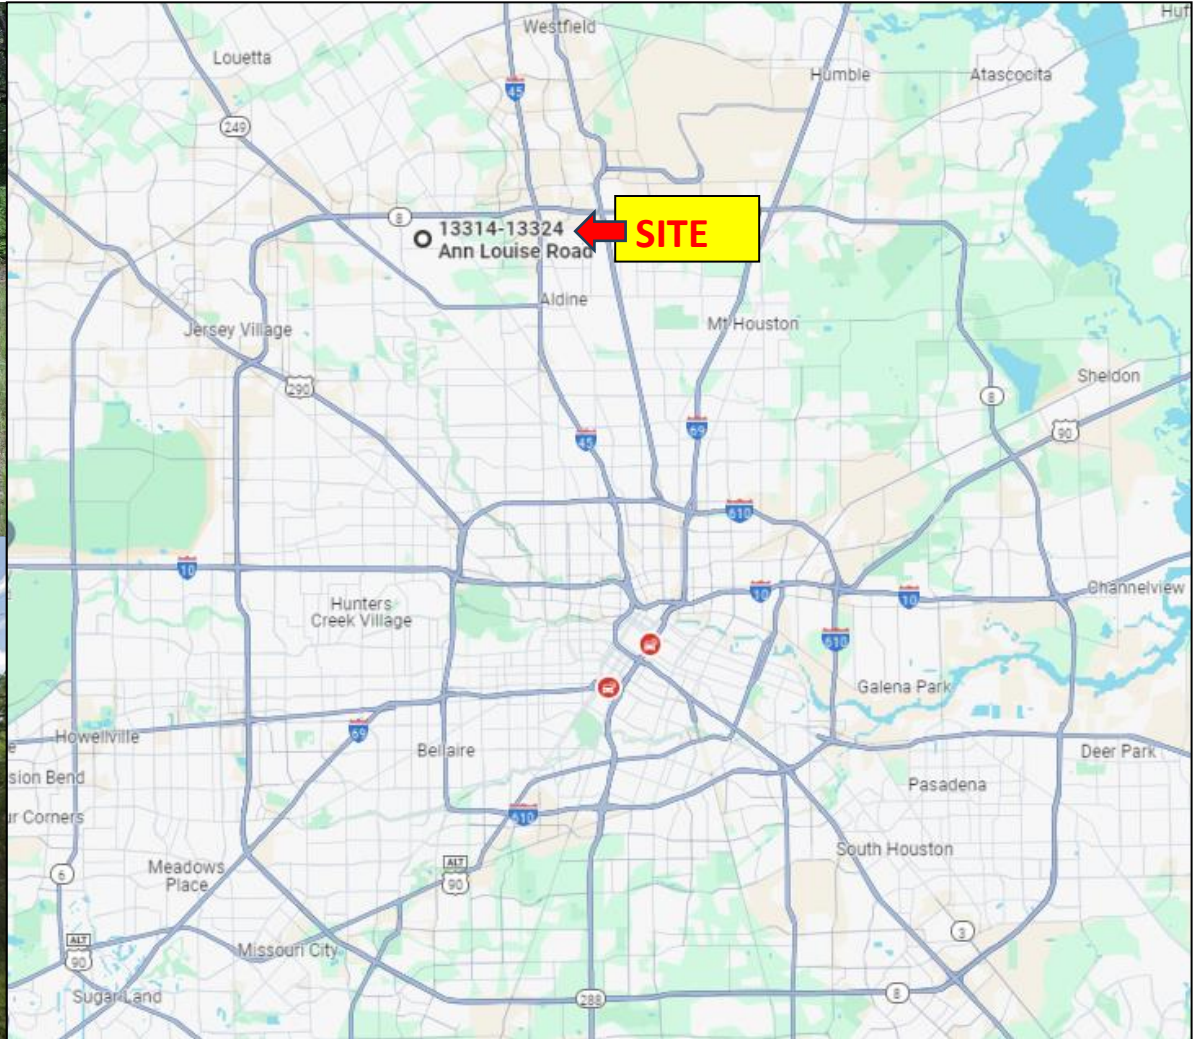 Westfield
Huf
Louetta
Humble
Atascocita
45
249
8
13314-13324
Ann Louise Road
SITE
Aldine
Mt Houston
Jersey Village
290
Sheldon
8
90
45
69
610
10
Hunters
Creek Village
10
10
Channelview
610
Galena Park
Howellville
69
Bellaire
Deer Park
sion Bend
Pasadena
ur Corners
610
South Houston
Meadows
Place
6
ALT
90
3
ALT
90
Missouri City
Sugar Land
288
8